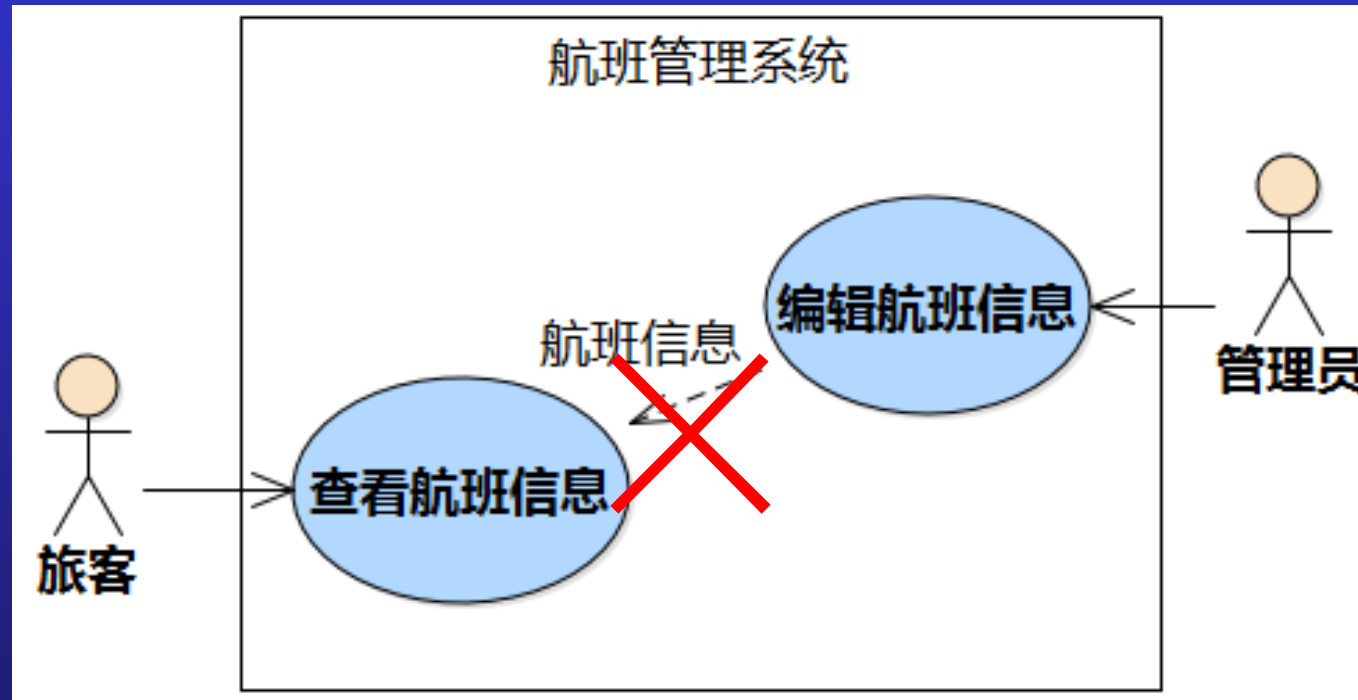 航班管理系统
编辑航班信息
航班信息
管理员
查看航班信息
旅客